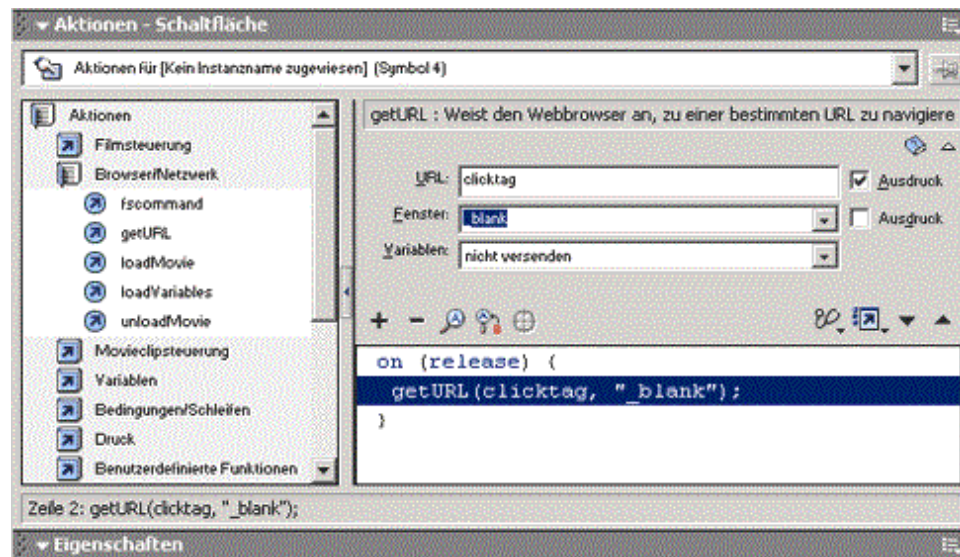 Aktionen - Schaltfläche
Aktionen für [Kein Instanzname zugewiesen] (Symbol 4)
Aktionen
Filmsteuerung
Browser/Netzwerk
fscommand
getURL
loadMovie
loadVariables
unloadMovie
Movieclipsteuerung
Variablen
Bedingungen/Schleifen
Druck
Benutzerdefinierte Funktionen
getURL : Weist den Webbrowser an, zu einer bestimmten URL zu navigiere
URL: clicktag Ausdruck
Fenster: _blank Ausdruck
Variablen: nicht versenden
on (release) {
getURL(clicktag, "_blank");
}
Zeile 2: getURL(clicktag, "_blank");
Eigenschaften